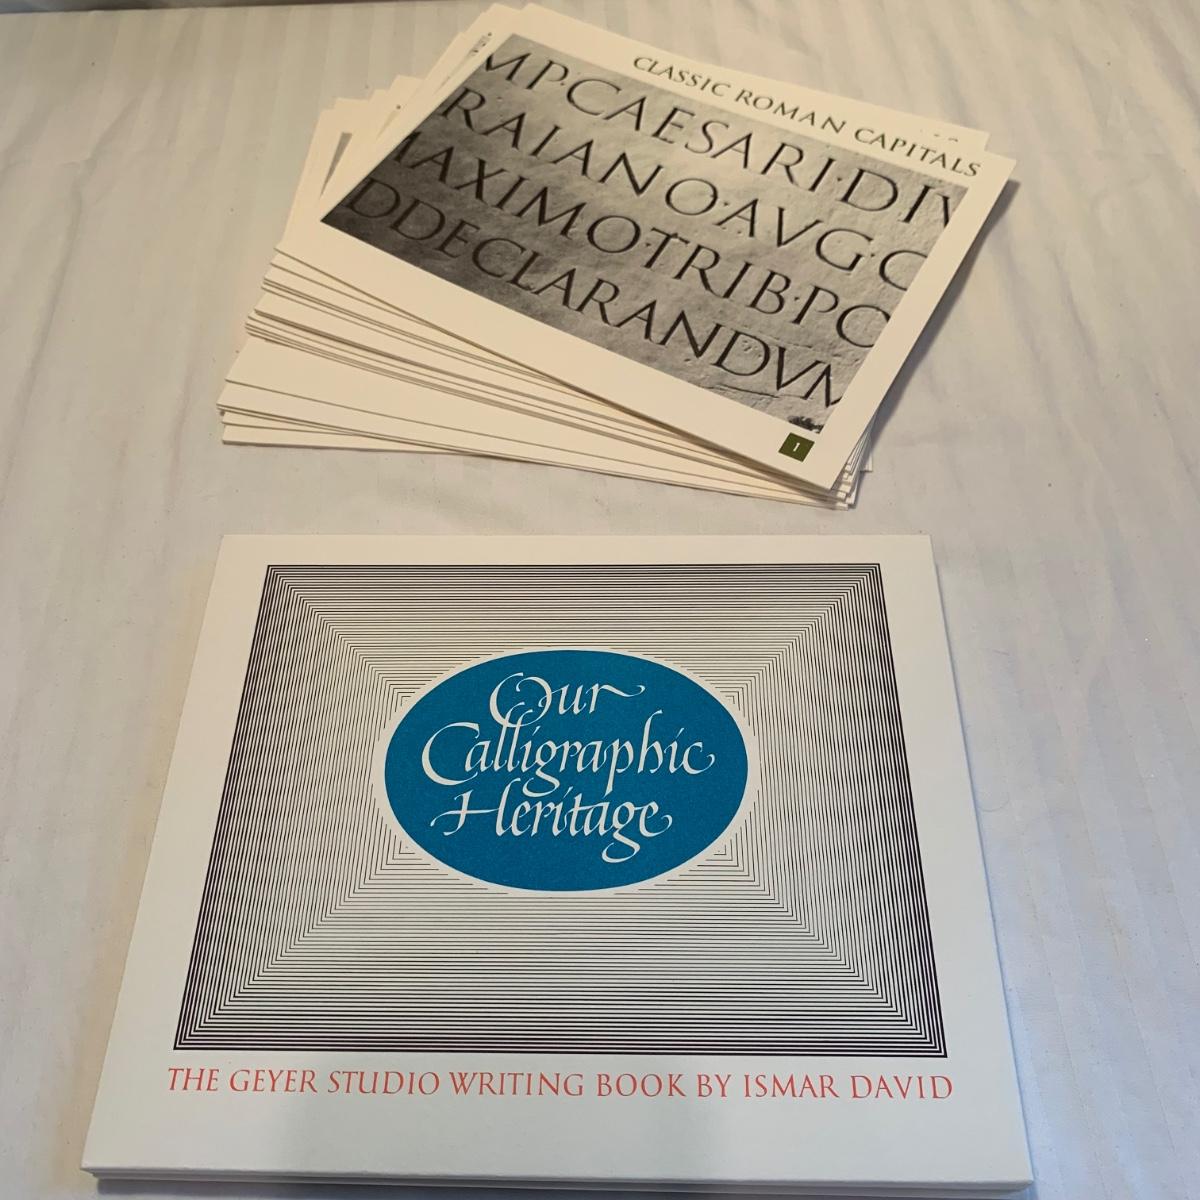 CLASSIC ROMAN CAPITALS
MP·CAESARI·DIV
RAIANO·AVG·G
MAXIMO·TRIB·PO
DDECLARANDVM
1
Our
Calligraphic
Heritage
THE GEYER STUDIO WRITING BOOK BY ISMAR DAVID